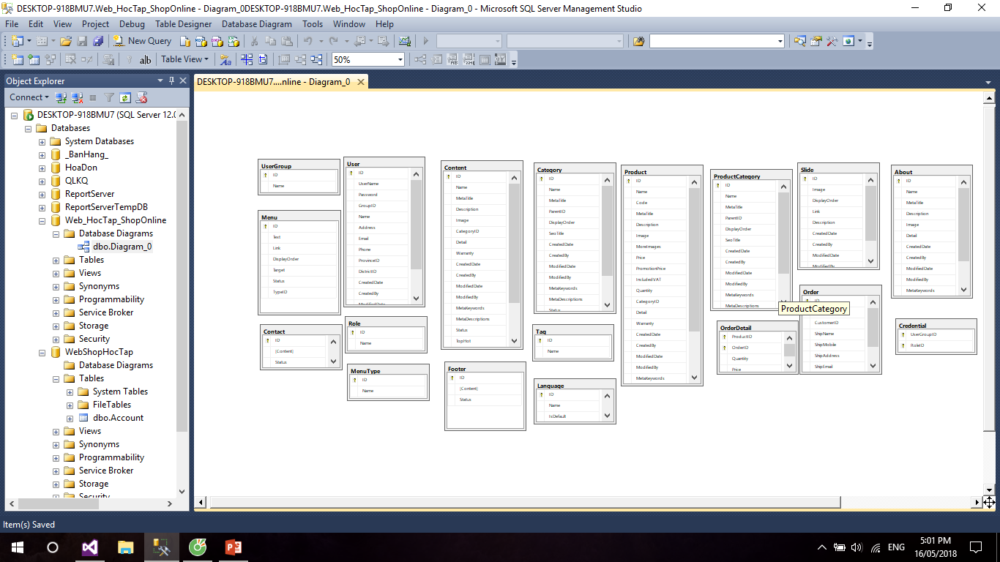 DESKTOP-918BMU7.Web_HocTap_ShopOnline - Diagram_0DESKTOP-918BMU7.Web_HocTap_ShopOnline - Diagram_0 - Microsoft SQL Server Management Studio
File Edit View Project Debug Table Designer Database Diagram Tools Window Help
New Query
Table View 50%
Object Explorer
Connect
DESKTOP-918BMU7 (SQL Server 12.0
Databases
System Databases
_BanHang_
HoaDon
QLKQ
ReportServer
ReportServerTempDB
Web_HocTap_ShopOnline
Database Diagrams
dbo.Diagram_0
Tables
Views
Synonyms
Programmability
Service Broker
Storage
Security
WebShopHocTap
Database Diagrams
Tables
System Tables
FileTables
dbo.Account
Views
Synonyms
Programmability
Service Broker
Storage
Security
DESKTOP-918BMU7....nline - Diagram_0
UserGroup
ID
Name
Menu
ID
Text
Link
DisplayOrder
Target
Status
TypeID
Contact
ID
[Content]
Status
User
ID
UserName
Password
GroupID
Name
Address
Email
Phone
ProvinceID
DistrictID
CreatedDate
CreatedBy
ModifiedDate
Role
ID
Name
MenuType
ID
Name
Content
ID
Name
MetaTitle
Description
Image
CategoryID
Detail
Warranty
CreatedDate
CreatedBy
ModifiedDate
ModifiedBy
MetaKeywords
MetaDescriptions
Status
TopHot
Footer
ID
[Content]
Status
Category
ID
Name
MetaTitle
ParentID
DisplayOrder
SeoTitle
CreatedDate
CreatedBy
ModifiedDate
ModifiedBy
MetaKeywords
MetaDescriptions
Status
Tag
ID
Name
Language
ID
Name
IsDefault
Product
ID
Name
Code
MetaTitle
Description
Image
MoreImages
Price
PromotionPrice
IncludedVAT
Quantity
CategoryID
Detail
Warranty
CreatedDate
CreatedBy
ModifiedDate
ModifiedBy
MetaKeywords
ProductCategory
ID
Name
MetaTitle
ParentID
DisplayOrder
SeoTitle
CreatedDate
CreatedBy
ModifiedDate
ModifiedBy
MetaKeywords
MetaDescriptions
OrderDetail
ProductID
OrderID
Quantity
Price
Slide
ID
Image
DisplayOrder
Link
Description
CreatedDate
CreatedBy
ModifiedDate
ModifiedBy
Order
ID
ProductCategory
CustomerID
ShipName
ShipMobile
ShipAddress
ShipEmail
About
ID
Name
MetaTitle
Description
Image
Detail
CreatedDate
CreatedBy
ModifiedDate
ModifiedBy
MetaKeywords
Credential
UserGroupID
RoleID
Item(s) Saved
ENG
5:01 PM
16/05/2018